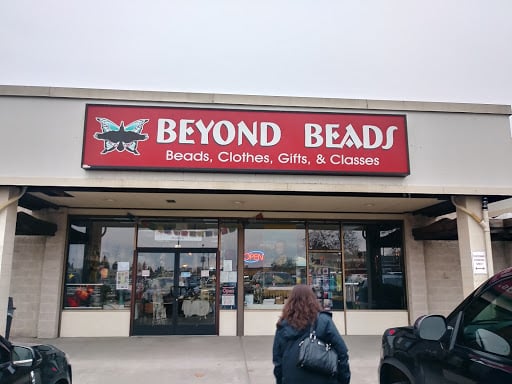 BEYOND BEADS
Beads, Clothes, Gifts, & Classes
OPEN